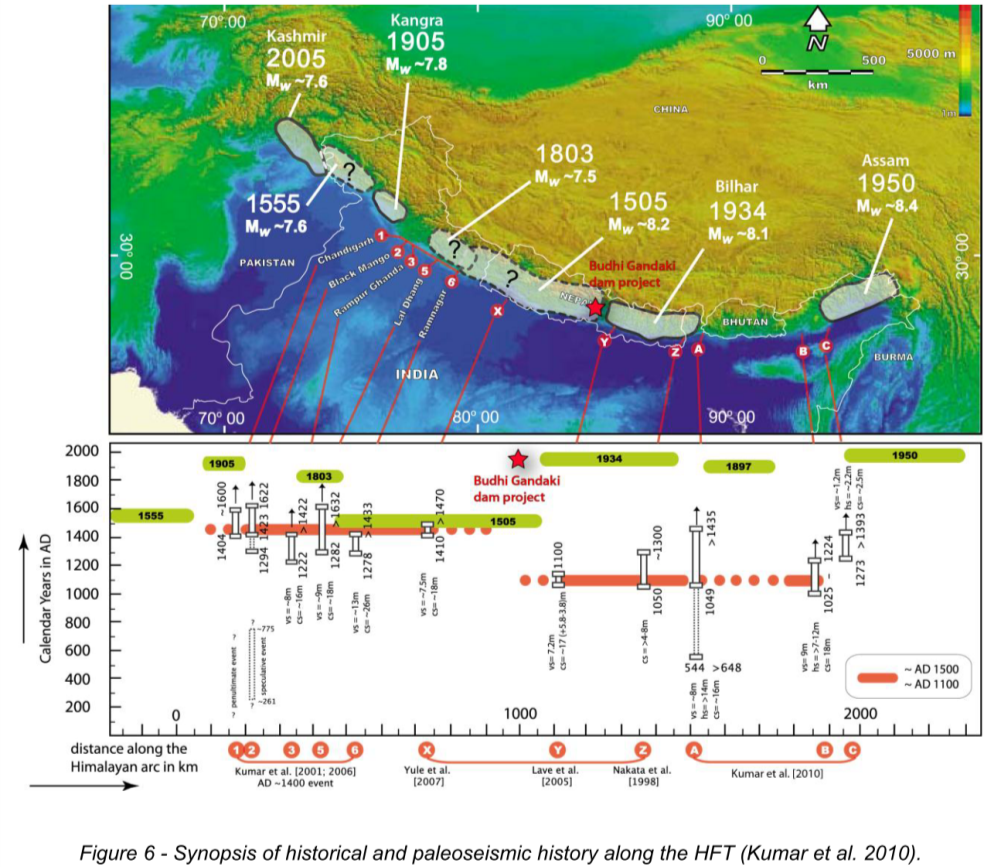 70° 00
90° 00
Kashmir
2005
Mw ~7.6
Kangra
1905
Mw ~7.8
N
0 500
km
5000 m
1m
CHINA
1803
Mw ~7.5
1505
Mw ~8.2
Bilhar
1934
Mw ~8.1
Assam
1950
Mw ~8.4
?
1555
Mw ~7.6
30° 00
30° 00
PAKISTAN
Chandigarh 1
Black Mango 2
Rampur Ghanda 3
Lal Dhang 5
Ramnagar 6
X
?
?
NEPAL
Budhi Gandaki
dam project
Y
Z
A
BHUTAN
B
C
BURMA
INDIA
70° 00
80° 00
90° 00
Calendar Years in AD
2000
1800
1600
1400
1200
1000
800
600
400
200
1555
1905
1803
1505
1934
1897
1950
Budhi Gandaki
dam project
1404 ~1600
1294 1423 1622
1222 >1422
1282 >1632
1278 >1433
1410 >1470
1100
1050 ~1300
1049 >1435
544 >648
1025 – 1224
1273 >1393
vs= ~8m
cs= ~16m
vs= ~9m
cs= ~18m
vs= ~13m
cs= ~26m
vs= ~7.5m
cs= ~18m
vs= 7.2m
cs= ~17 (+5.8-3.8)m
cs = >4-8m
vs = ~8m
hs= >14m
cs= ~16m
vs= 9m
hs = >7-12m
cs= 18m
vs= ~1.2m
hs = ~2.2m
cs= ~2.5m
? penultimate event ?
? speculative event ?
~775
~261
~ AD 1500
~ AD 1100
0 1000 2000
distance along the
Himalayan arc in km
1 2 3 5 6 X Y Z A B C
Kumar et al. [2001; 2006]
AD ~1400 event
Yule et al.
[2007]
Lave et al.
[2005]
Nakata et al.
[1998]
Kumar et al. [2010]
Figure 6 - Synopsis of historical and paleoseismic history along the HFT (Kumar et al. 2010).